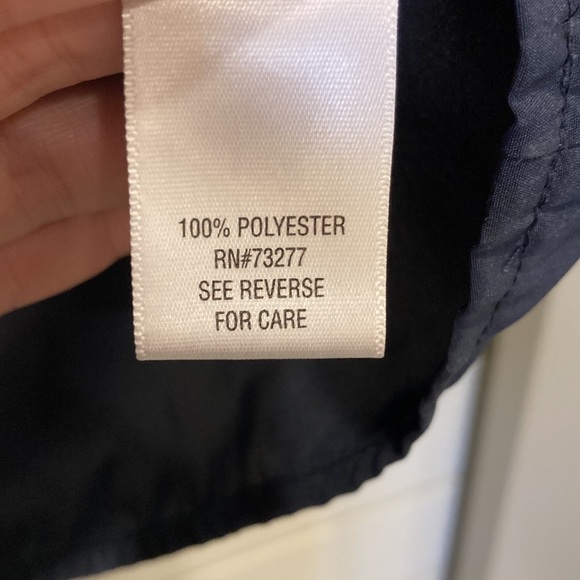 100% POLYESTER
RN#73277
SEE REVERSE
FOR CARE